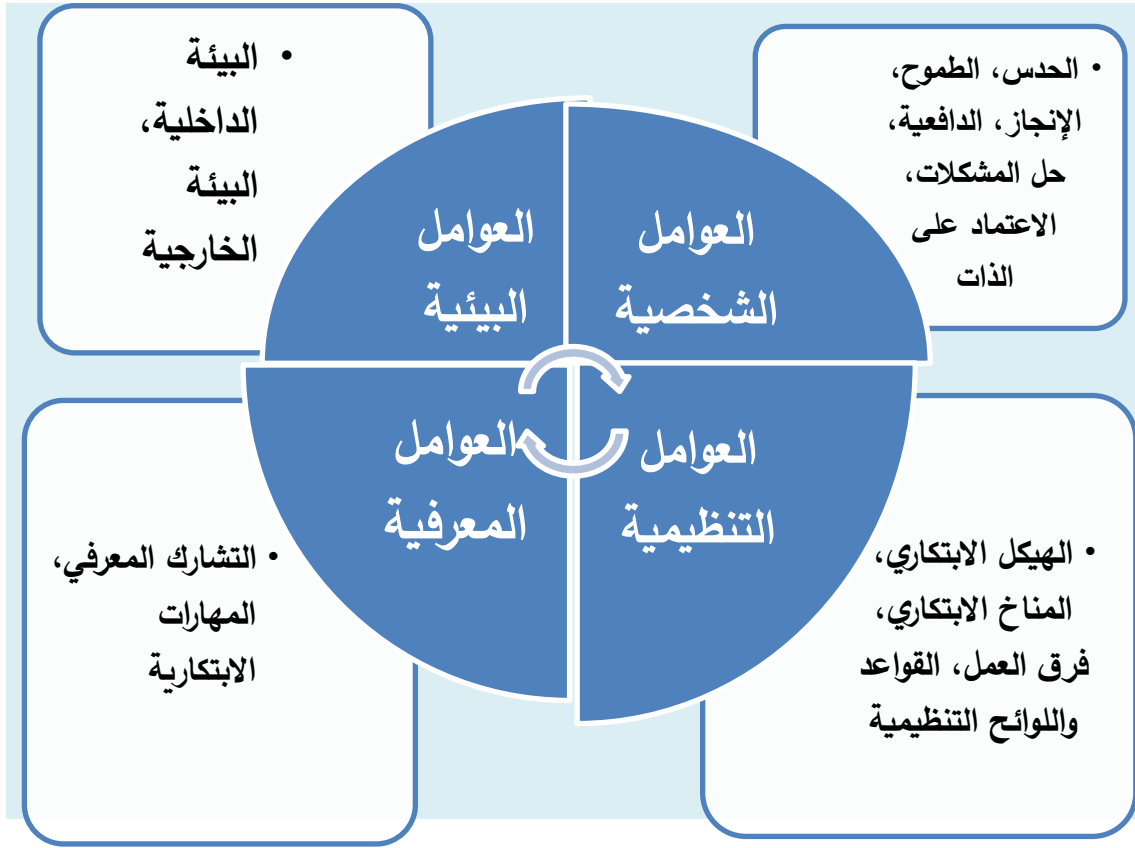 • الحدس، الطموح،
الإنجاز، الدافعية،
حل المشكلات،
الاعتماد على
الذات
• البيئة
الداخلية،
البيئة
الخارجية
العوامل
الشخصية
العوامل
البيئية
العوامل
التنظيمية
العوامل
المعرفية
• الهيكل الابتكاري،
المناخ الابتكاري،
فرق العمل، القواعد
واللوائح التنظيمية
• التشارك المعرفي،
المهارات
الابتكارية